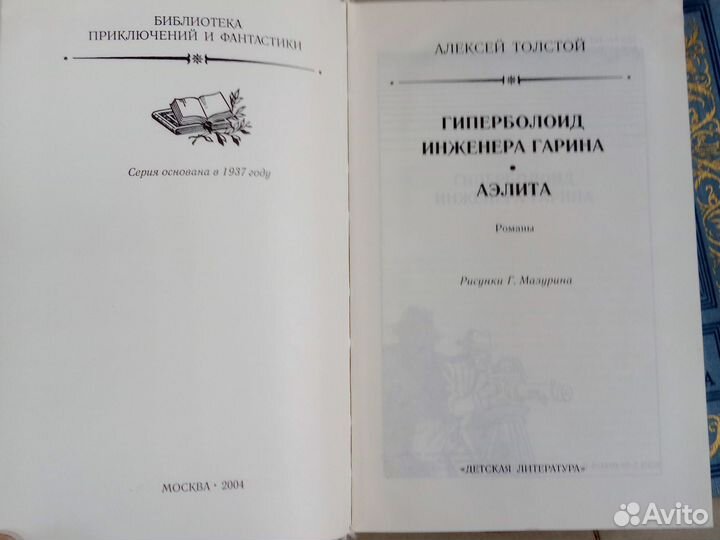 БИБЛИОТЕКА
ПРИКЛЮЧЕНИЙ И ФАНТАСТИКИ
Серия основана в 1937 году
МОСКВА · 2004
АЛЕКСЕЙ ТОЛСТОЙ
ГИПЕРБОЛОИД
ИНЖЕНЕРА ГАРИНА
•
АЭЛИТА
Романы
Рисунки Г. Мазурина
«ДЕТСКАЯ ЛИТЕРАТУРА»
Avito